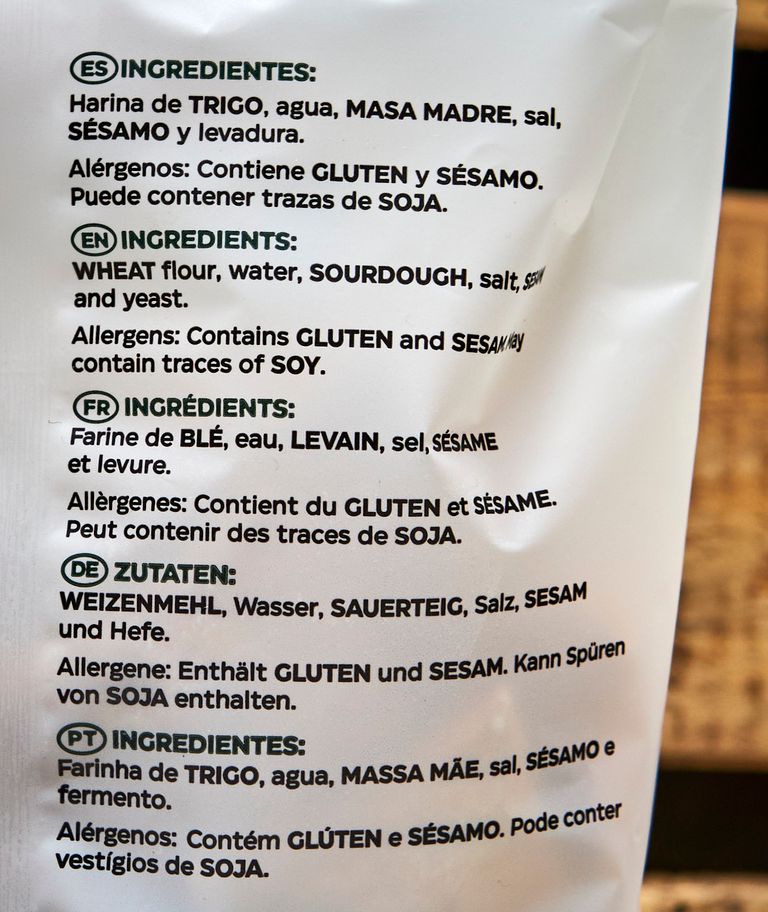 ES INGREDIENTES:
Harina de TRIGO, agua, MASA MADRE, sal,
SÉSAMO y levadura.
Alérgenos: Contiene GLUTEN y SÉSAMO.
Puede contener trazas de SOJA.
EN INGREDIENTS:
WHEAT flour, water, SOURDOUGH, salt,
and yeast.
Allergens: Contains GLUTEN and
contain traces of SOY.
FR INGRÉDIENTS:
Farine de BLÉ, eau, LEVAIN, sel, SÉSAME
et levure.
Allèrgenes: Contient du GLUTEN et SÉSAME.
Peut contenir des traces de SOJA.
DE ZUTATEN:
WEIZENMEHL, Wasser, SAUERTEIG, Salz, SESAM
und Hefe.
Allergene: Enthält GLUTEN und SESAM. Kann Spüren
von SOJA enthalten.
PT INGREDIENTES:
Farinha de TRIGO, agua, MASSA MÃE, sal, SÉSAMO e
fermento.
Alérgenos: Contém GLÚTEN e SÉSAMO. Pode conter
vestígios de SOJA.